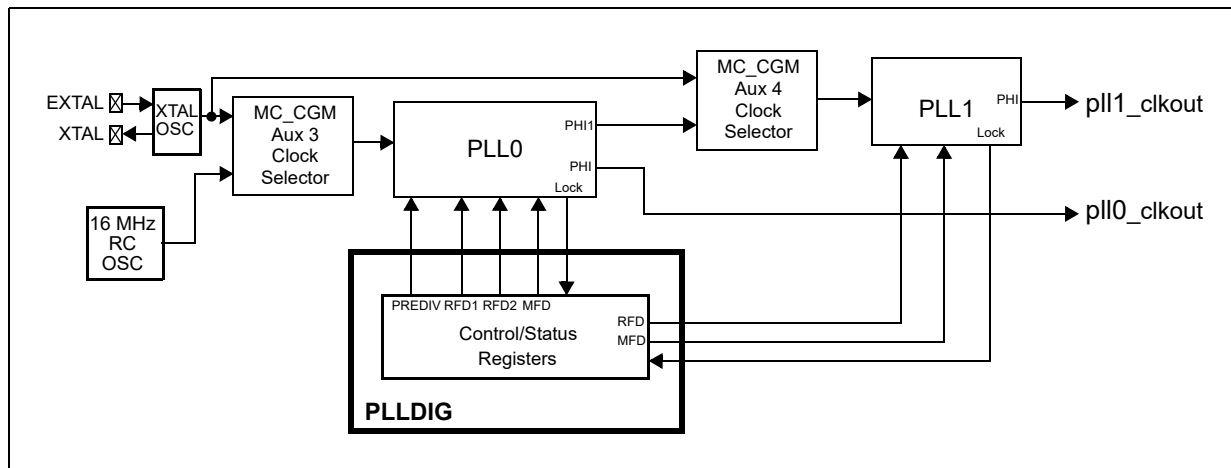 EXTAL
XTAL
XTAL
OSC
16 MHz
RC
OSC
MC_CGM
Aux 3
Clock
Selector
PLL0
PHI1
PHI
Lock
MC_CGM
Aux 4
Clock
Selector
PLL1
PHI
Lock
pll1_clkout
pll0_clkout
PREDIV RFD1 RFD2 MFD
Control/Status
Registers
RFD
MFD
PLLDIG